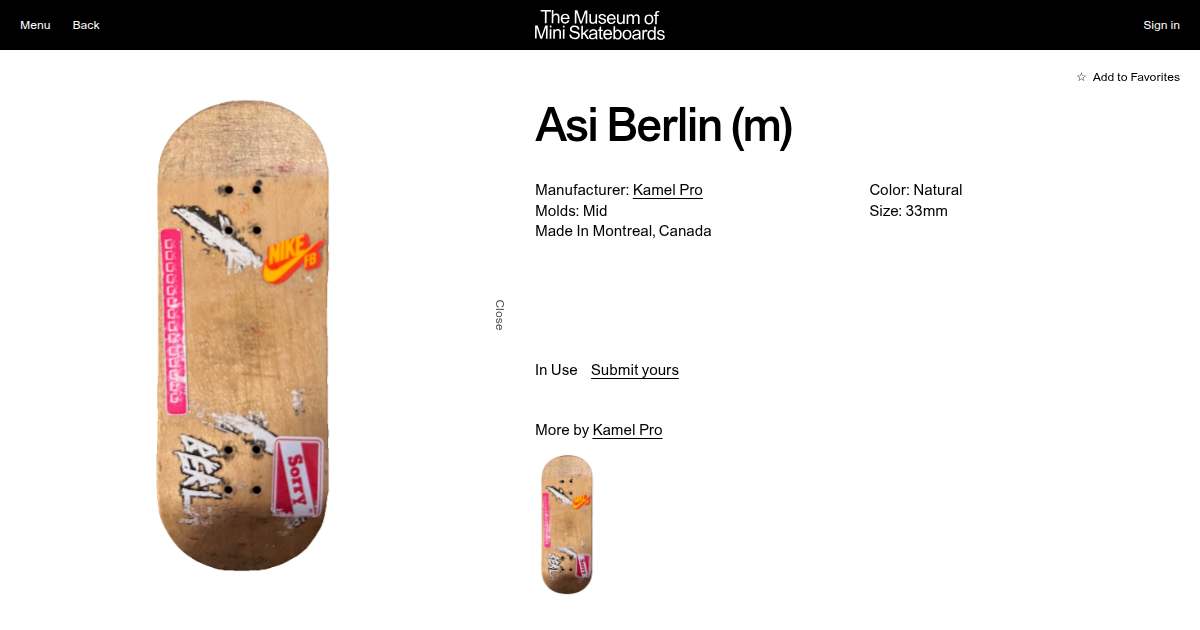 Menu
Back
The Museum of
Mini Skateboards
Sign in
☆ Add to Favorites
Asi Berlin (m)
Manufacturer: Kamel Pro
Molds: Mid
Made In Montreal, Canada
Color: Natural
Size: 33mm
NIKE
FB
Close
REAL
Sorry
In Use
Submit yours
More by Kamel Pro